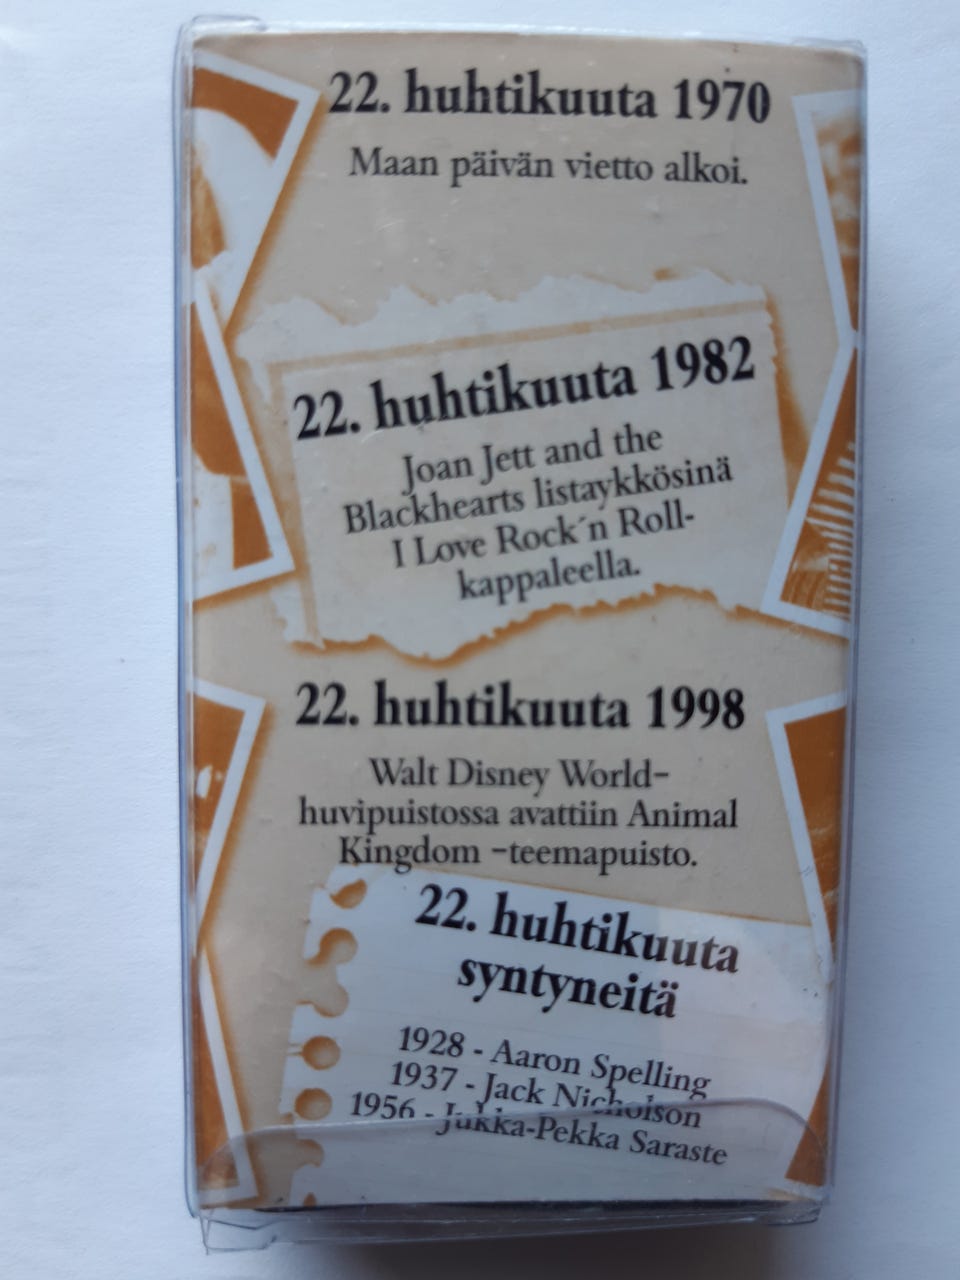 22. huhtikuuta 1970
Maan päivän vietto alkoi.
22. huhtikuuta 1982
Joan Jett and the
Blackhearts listaykkösinä
I Love Rock´n Roll-
kappaleella.
22. huhtikuuta 1998
Walt Disney World-
huvipuistossa avattiin Animal
Kingdom -teemapuisto.
22. huhtikuuta
syntyneitä
1928 - Aaron Spelling
1937 - Jack Nicholson
1956 - Jukka-Pekka Saraste